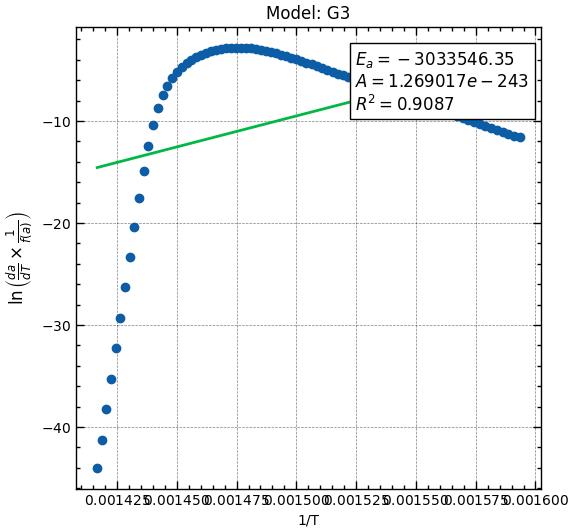 Model: G3
E_a = −3033546.35
A = 1.269017e − 243
R² = 0.9087
ln (da/dT × 1/f(a))
−10
−20
−30
−40
0.001425 0.001450 0.001475 0.001500 0.001525 0.001550 0.001575 0.001600
1/T